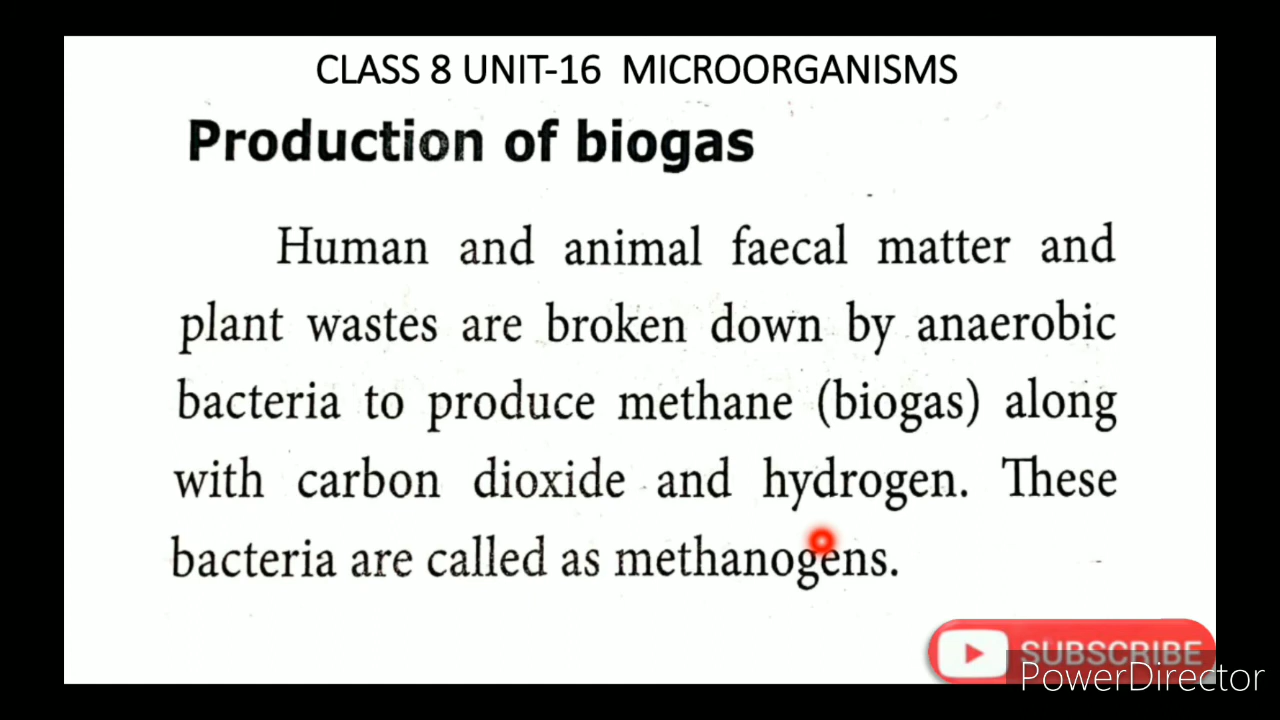 CLASS 8 UNIT-16 MICROORGANISMS
Production of biogas
Human and animal faecal matter and
plant wastes are broken down by anaerobic
bacteria to produce methane (biogas) along
with carbon dioxide and hydrogen. These
bacteria are called as methanogens.
SUBSCRIBE
PowerDirector